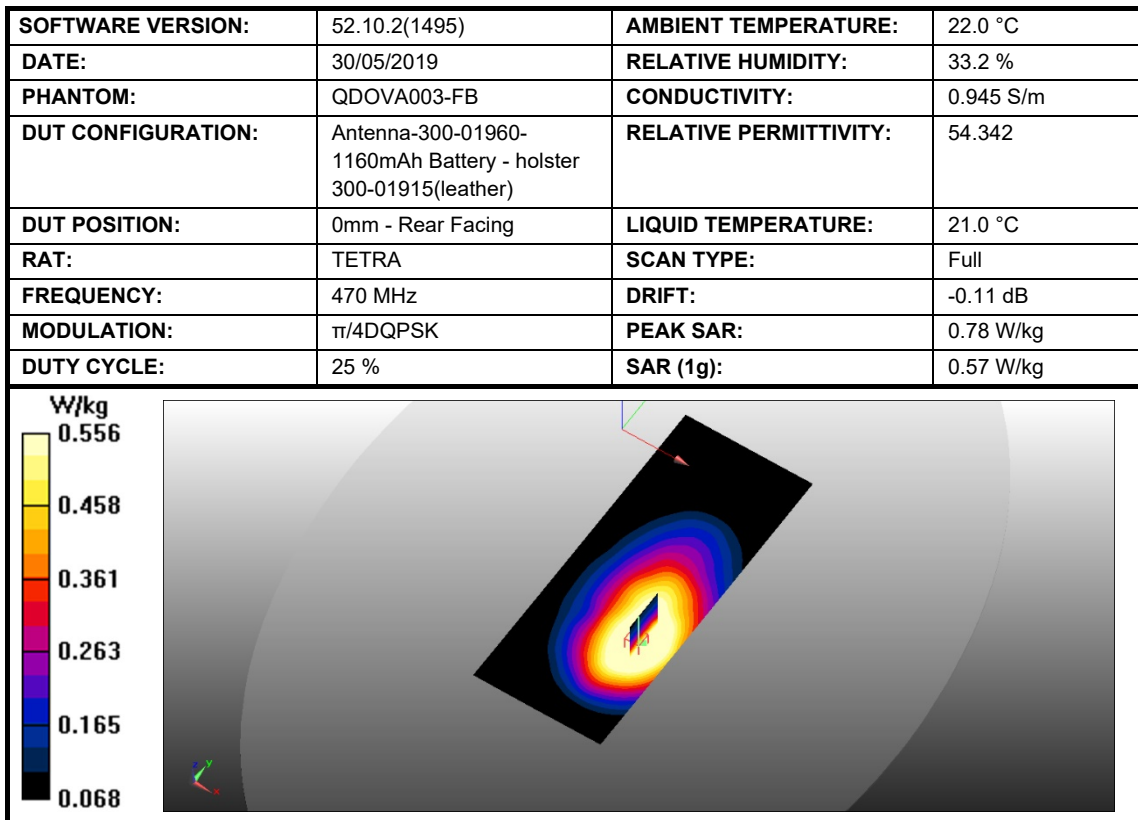 SOFTWARE VERSION: 52.10.2(1495) AMBIENT TEMPERATURE: 22.0 °C
DATE: 30/05/2019 RELATIVE HUMIDITY: 33.2 %
PHANTOM: QDOVA003-FB CONDUCTIVITY: 0.945 S/m
DUT CONFIGURATION: Antenna-300-01960- RELATIVE PERMITTIVITY: 54.342
1160mAh Battery - holster
300-01915(leather)
DUT POSITION: 0mm - Rear Facing LIQUID TEMPERATURE: 21.0 °C
RAT: TETRA SCAN TYPE: Full
FREQUENCY: 470 MHz DRIFT: -0.11 dB
MODULATION: π/4DQPSK PEAK SAR: 0.78 W/kg
DUTY CYCLE: 25 % SAR (1g): 0.57 W/kg
W/kg
0.556
0.458
0.361
0.263
0.165
0.068
z y
x